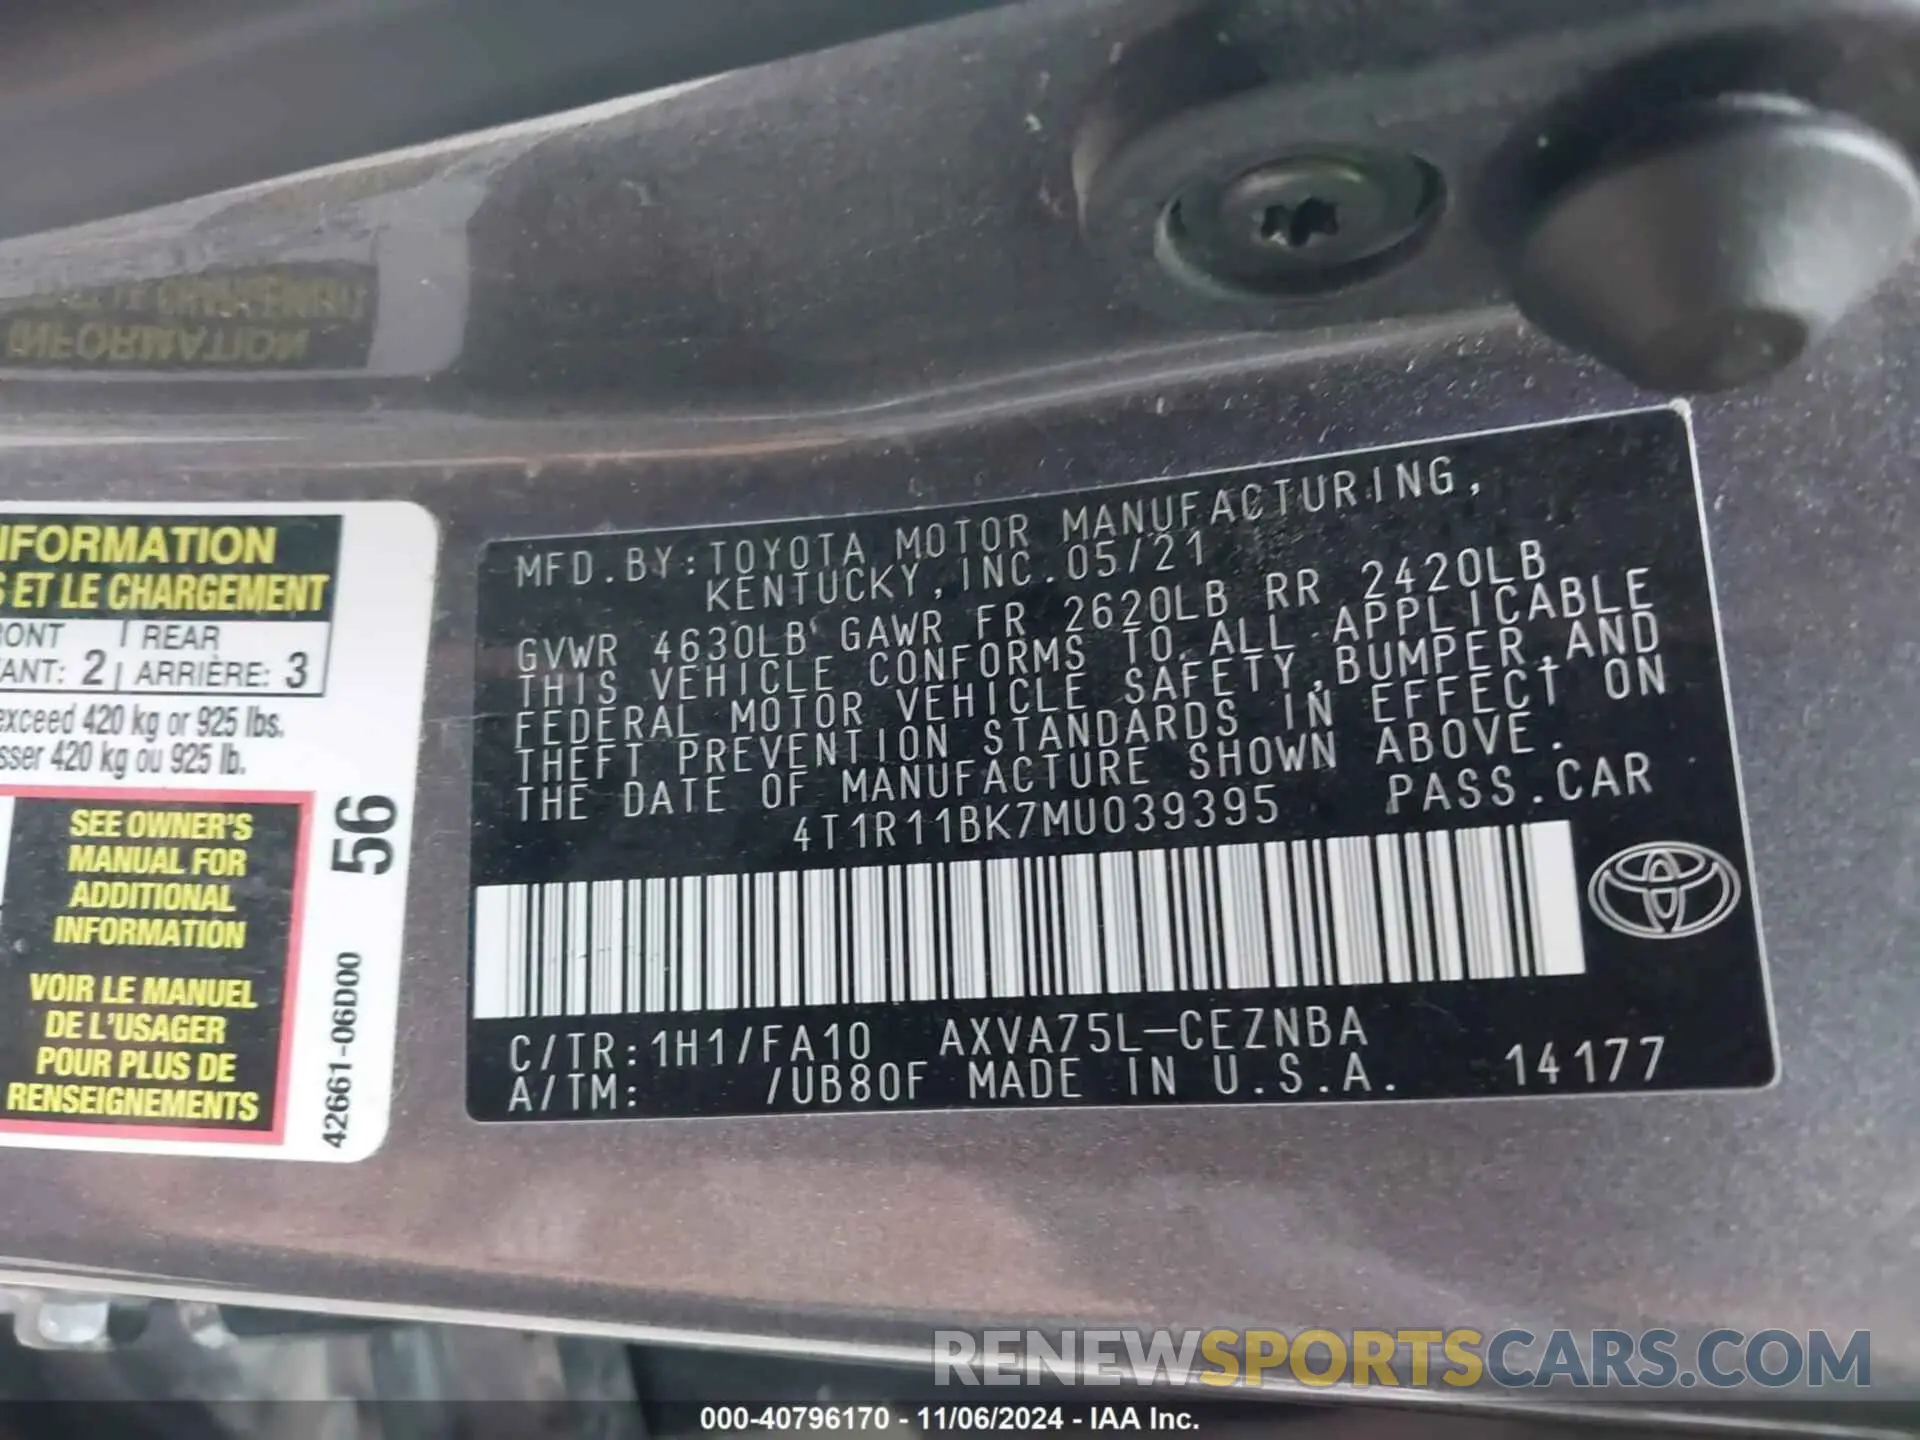 INFORMATION
ET LE CHARGEMENT
REAR
ANT: 2 ARRIÈRE: 3
exceed 420 kg or 925 lbs.
sser 420 kg ou 925 lb.
SEE OWNER'S
MANUAL FOR
ADDITIONAL
INFORMATION
VOIR LE MANUEL
DE L'USAGER
POUR PLUS DE
RENSEIGNEMENTS
56
42661-06D00
MFD.BY:TOYOTA MOTOR MANUFACTURING,
KENTUCKY,INC.05/21
GVWR 4630LB GAWR FR 2620LB RR 2420LB
THIS VEHICLE CONFORMS TO ALL APPLICABLE
FEDERAL MOTOR VEHICLE SAFETY,BUMPER,AND
THEFT PREVENTION STANDARDS IN EFFECT ON
THE DATE OF MANUFACTURE SHOWN ABOVE.
4T1R11BK7MU039395 PASS.CAR
C/TR:1H1/FA10 AXVA75L-CEZNBA
A/TM: /UB80F MADE IN U.S.A. 14177
RENEWSPORTSCARS.COM
000-40796170 - 11/06/2024 - IAA Inc.